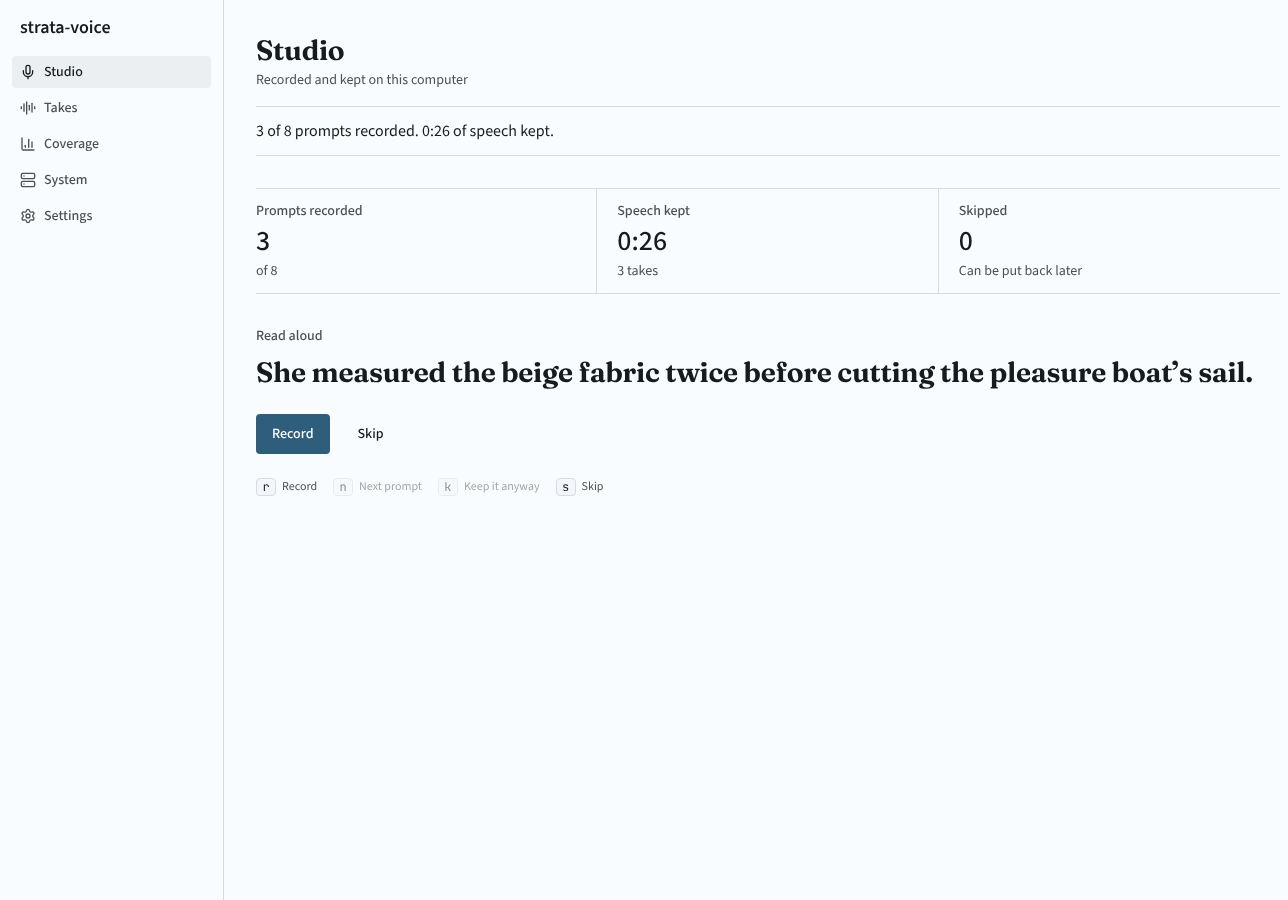 strata-voice
Studio
Takes
Coverage
System
Settings
Studio
Recorded and kept on this computer
3 of 8 prompts recorded. 0:26 of speech kept.
Prompts recorded
3
of 8
Speech kept
0:26
3 takes
Skipped
0
Can be put back later
Read aloud
She measured the beige fabric twice before cutting the pleasure boat’s sail.
Record
Skip
r Record
n Next prompt
k Keep it anyway
s Skip